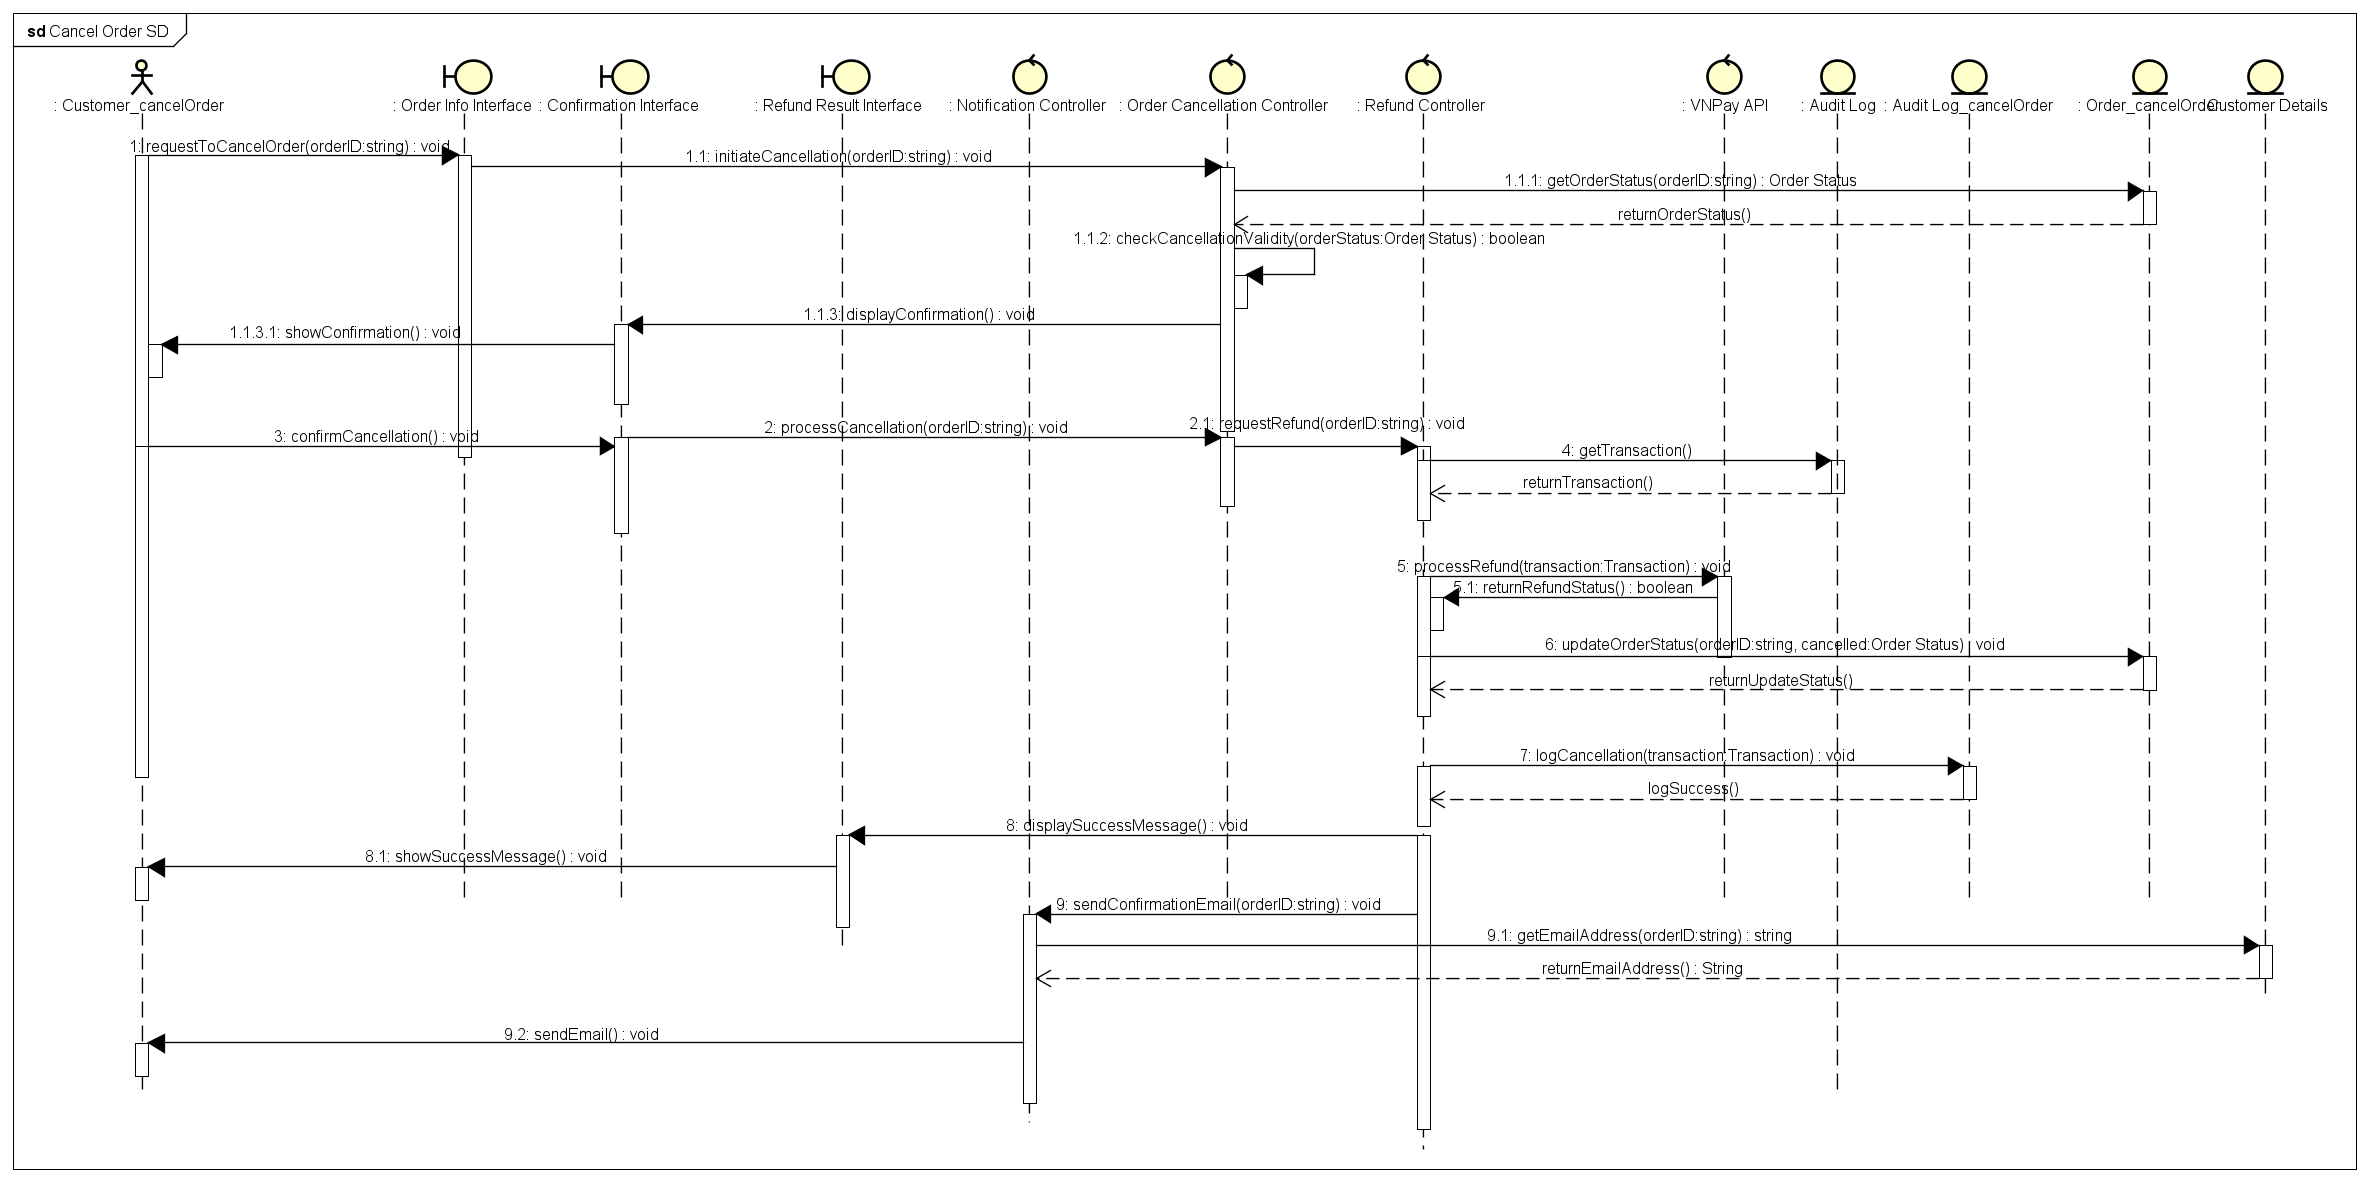 sd Cancel Order SD
: Customer_cancelOrder
: Order Info Interface
: Confirmation Interface
: Refund Result Interface
: Notification Controller
: Order Cancellation Controller
: Refund Controller
: VNPay API
: Audit Log
: Audit Log_cancelOrder
: Order_cancelOrder
Customer Details
1: requestToCancelOrder(orderID:string) : void
1.1: initiateCancellation(orderID:string) : void
1.1.1: getOrderStatus(orderID:string) : Order Status
returnOrderStatus()
1.1.2: checkCancellationValidity(orderStatus:Order Status) : boolean
1.1.3: displayConfirmation() : void
1.1.3.1: showConfirmation() : void
2.1: requestRefund(orderID:string) : void
2: processCancellation(orderID:string) : void
3: confirmCancellation() : void
4: getTransaction()
returnTransaction()
5: processRefund(transaction:Transaction) : void
5.1: returnRefundStatus() : boolean
6: updateOrderStatus(orderID:string, cancelled:Order Status) : void
returnUpdateStatus()
7: logCancellation(transaction:Transaction) : void
logSuccess()
8: displaySuccessMessage() : void
8.1: showSuccessMessage() : void
9: sendConfirmationEmail(orderID:string) : void
9.1: getEmailAddress(orderID:string) : string
returnEmailAddress() : String
9.2: sendEmail() : void